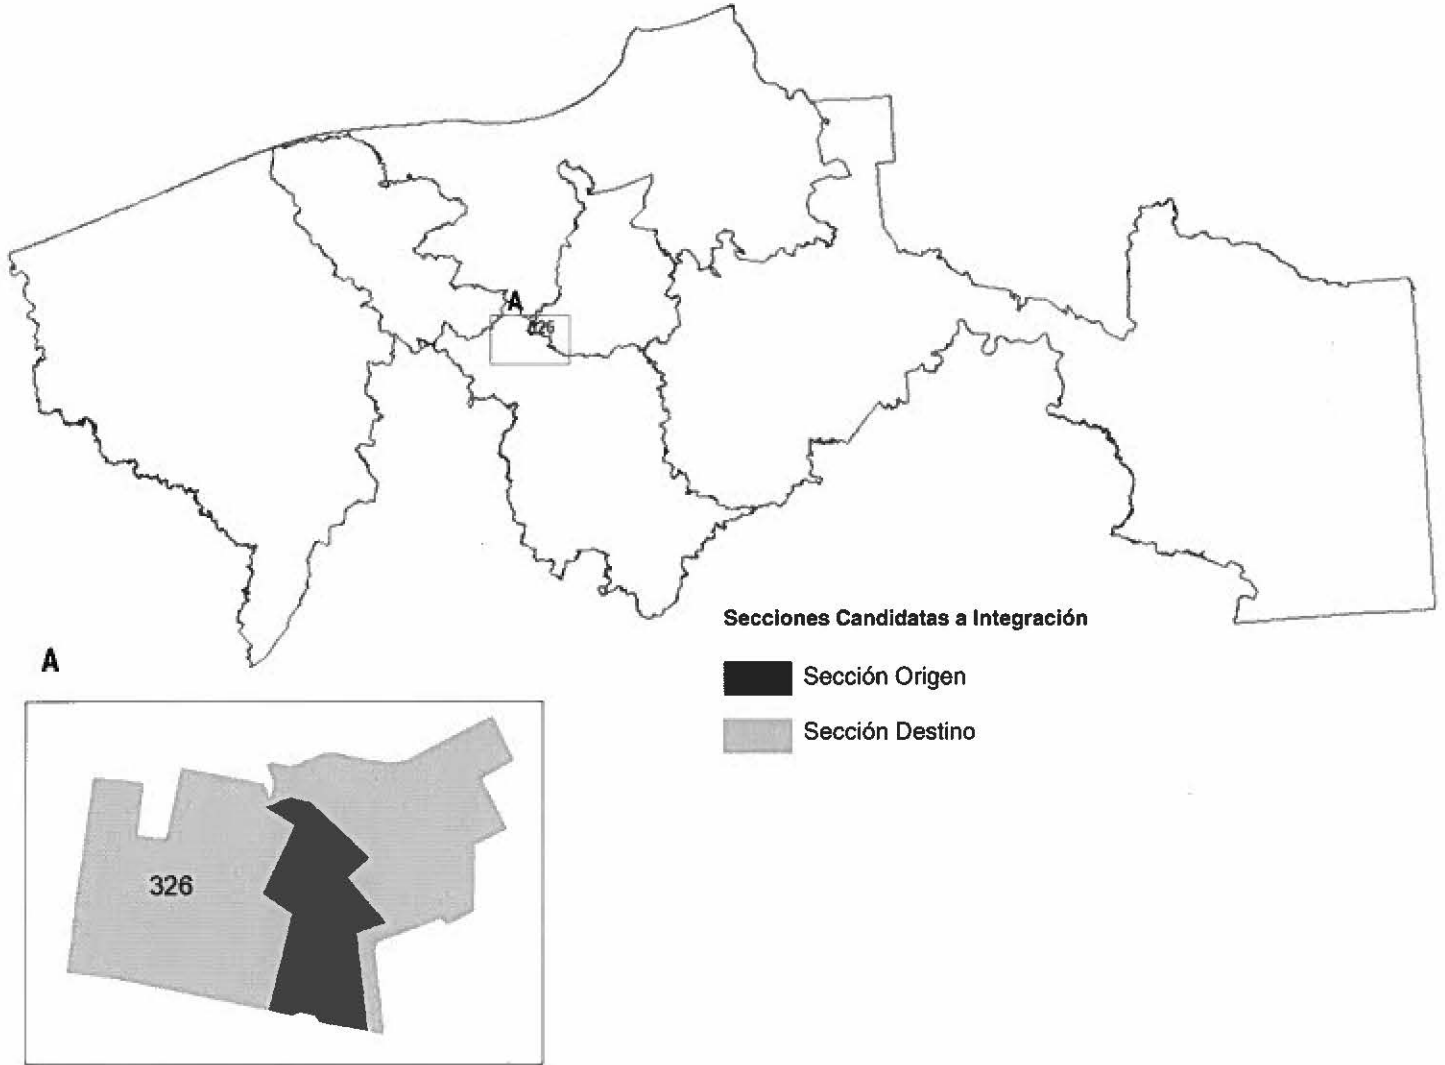 A
326
Secciones Candidatas a Integración
Sección Origen
Sección Destino
A
326